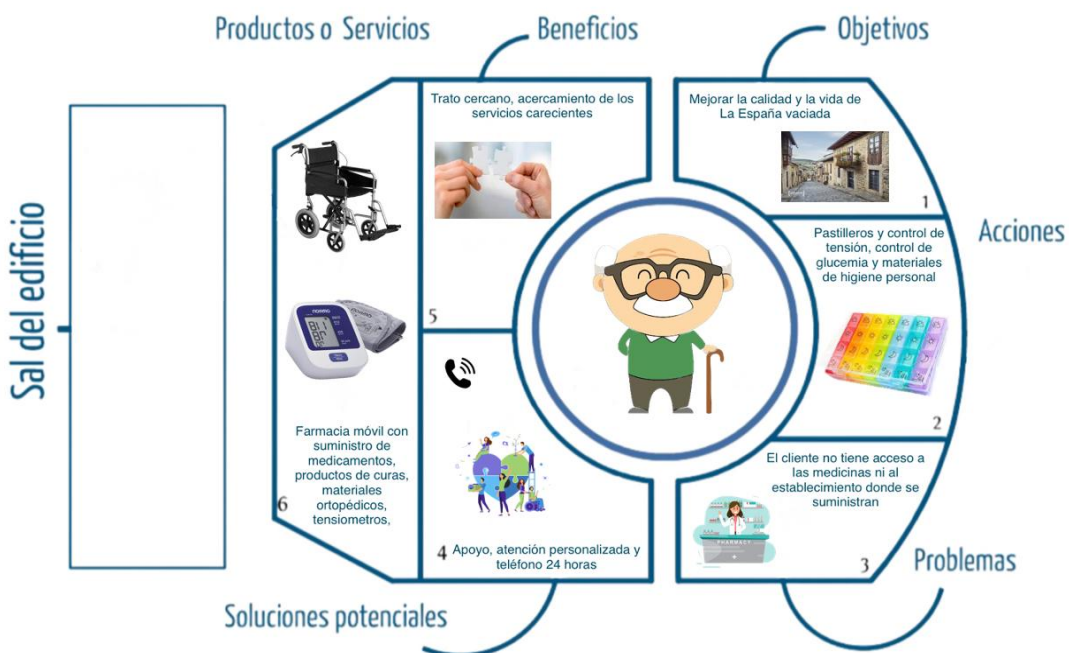 Productos o Servicios
Beneficios
Objetivos
Sal del edificio
Trato cercano, acercamiento de los
servicios carecientes
5
Mejorar la calidad y la vida de
La España vaciada
1
Acciones
Pastilleros y control de
tensión, control de
glucemia y materiales
de higiene personal
2
Farmacia móvil con
suministro de
medicamentos,
productos de curas,
materiales
ortopédicos,
tensiometros,
6
4
Apoyo, atención personalizada y
teléfono 24 horas
El cliente no tiene acceso a
las medicinas ni al
establecimiento donde se
suministran
PHARMACY
3
Problemas
Soluciones potenciales